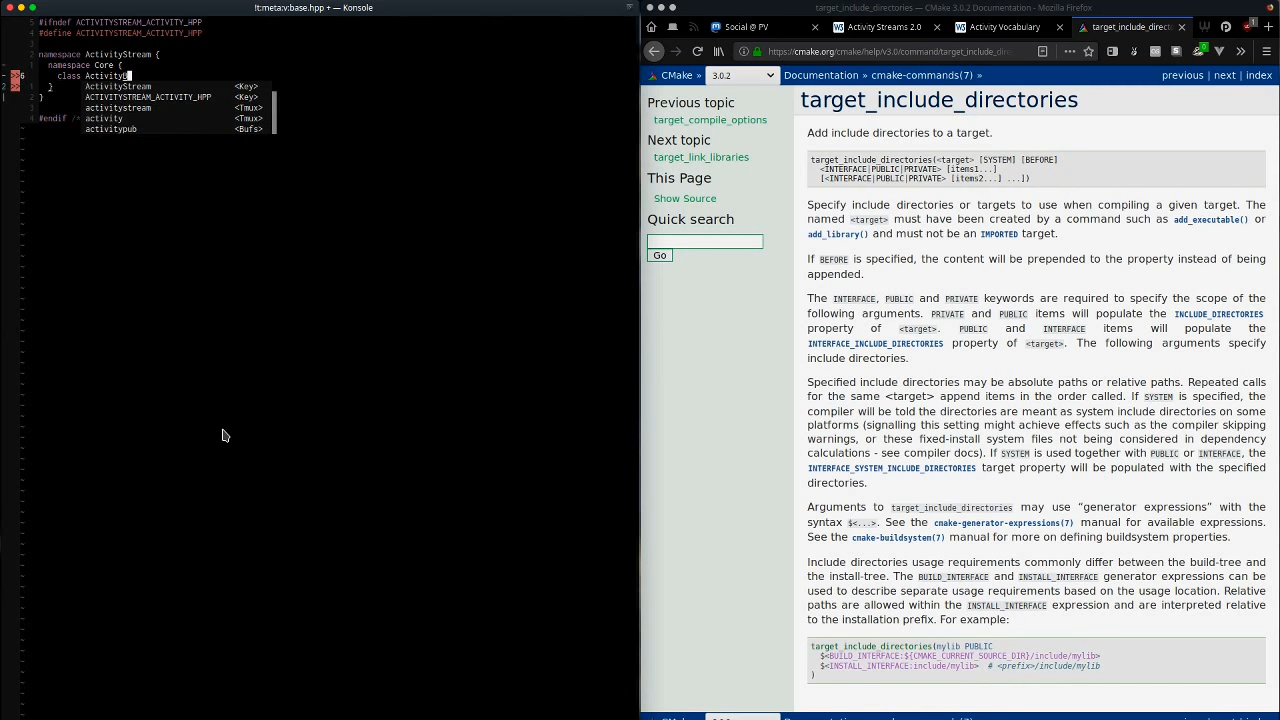 !t:meta:v:base.hpp + — Konsole
5 #ifndef ACTIVITYSTREAM_ACTIVITY_HPP
4 #define ACTIVITYSTREAM_ACTIVITY_HPP
3
2 namespace ActivityStream {
1 namespace Core {
>>6 class Activity
>> 1 }
2 }
3
4 #endif /*
ActivityStream <Key>
ACTIVITYSTREAM_ACTIVITY_HPP <Key>
activitystream <Tmux>
activity <Tmux>
activitypub <Bufs>
target_include_directories — CMake 3.0.2 Documentation - Mozilla Firefox
Social @ PV
Activity Streams 2.0
Activity Vocabulary
target_include_directories
https://cmake.org/cmake/help/v3.0/command/target_include_dire
CMake » 3.0.2 Documentation » cmake-commands(7) »
previous | next | index
Previous topic
target_compile_options
Next topic
target_link_libraries
This Page
Show Source
Quick search
Go
target_include_directories
Add include directories to a target.
target_include_directories(<target> [SYSTEM] [BEFORE]
<INTERFACE|PUBLIC|PRIVATE> [items1...]
[<INTERFACE|PUBLIC|PRIVATE> [items2...] ...])
Specify include directories or targets to use when compiling a given target. The
named <target> must have been created by a command such as add_executable() or
add_library() and must not be an IMPORTED target.
If BEFORE is specified, the content will be prepended to the property instead of being
appended.
The INTERFACE, PUBLIC and PRIVATE keywords are required to specify the scope of the
following arguments. PRIVATE and PUBLIC items will populate the INCLUDE_DIRECTORIES
property of <target>. PUBLIC and INTERFACE items will populate the
INTERFACE_INCLUDE_DIRECTORIES property of <target>. The following arguments specify
include directories.
Specified include directories may be absolute paths or relative paths. Repeated calls
for the same <target> append items in the order called. If SYSTEM is specified, the
compiler will be told the directories are meant as system include directories on some
platforms (signalling this setting might achieve effects such as the compiler skipping
warnings, or these fixed-install system files not being considered in dependency
calculations - see compiler docs). If SYSTEM is used together with PUBLIC or INTERFACE, the
INTERFACE_SYSTEM_INCLUDE_DIRECTORIES target property will be populated with the specified
directories.
Arguments to target_include_directories may use “generator expressions” with the
syntax $<...>. See the cmake-generator-expressions(7) manual for available expressions.
See the cmake-buildsystem(7) manual for more on defining buildsystem properties.
Include directories usage requirements commonly differ between the build-tree and
the install-tree. The BUILD_INTERFACE and INSTALL_INTERFACE generator expressions can be
used to describe separate usage requirements based on the usage location. Relative
paths are allowed within the INSTALL_INTERFACE expression and are interpreted relative
to the installation prefix. For example:
target_include_directories(mylib PUBLIC
$<BUILD_INTERFACE:${CMAKE_CURRENT_SOURCE_DIR}/include/mylib>
$<INSTALL_INTERFACE:include/mylib> # <prefix>/include/mylib
)